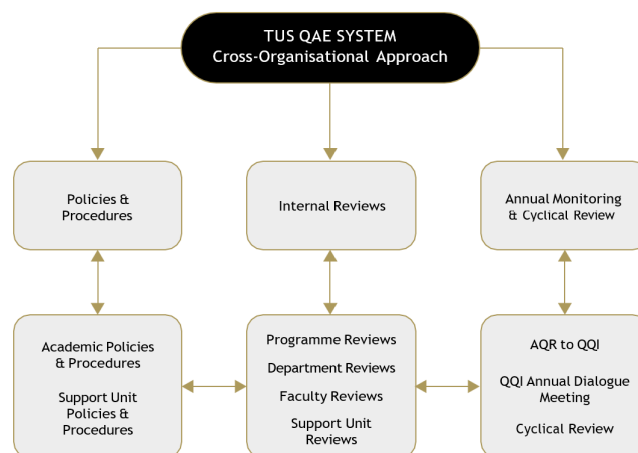 TUS QAE SYSTEM
Cross-Organisational Approach
Policies &
Procedures
Internal Reviews
Annual Monitoring
& Cyclical Review
Academic Policies
& Procedures
Support Unit
Policies &
Procedures
Programme Reviews
Department Reviews
Faculty Reviews
Support Unit
Reviews
AQR to QQI
QQI Annual Dialogue
Meeting
Cyclical Review